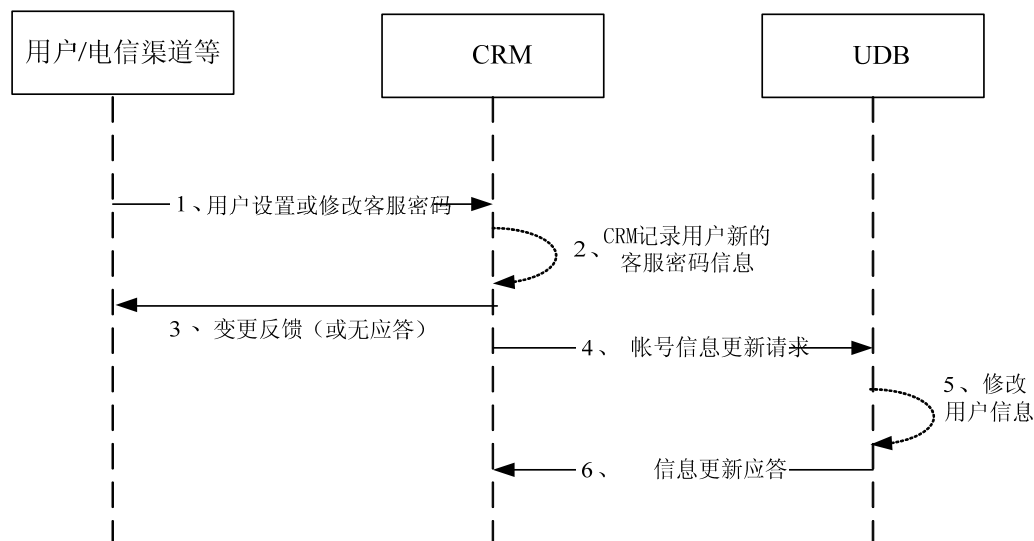 用户/电信渠道等
CRM
UDB
1、用户设置或修改客服密码
2、CRM记录用户新的
客服密码信息
3、变更反馈（或无应答）
4、 帐号信息更新请求
5、修改
用户信息
6、 信息更新应答